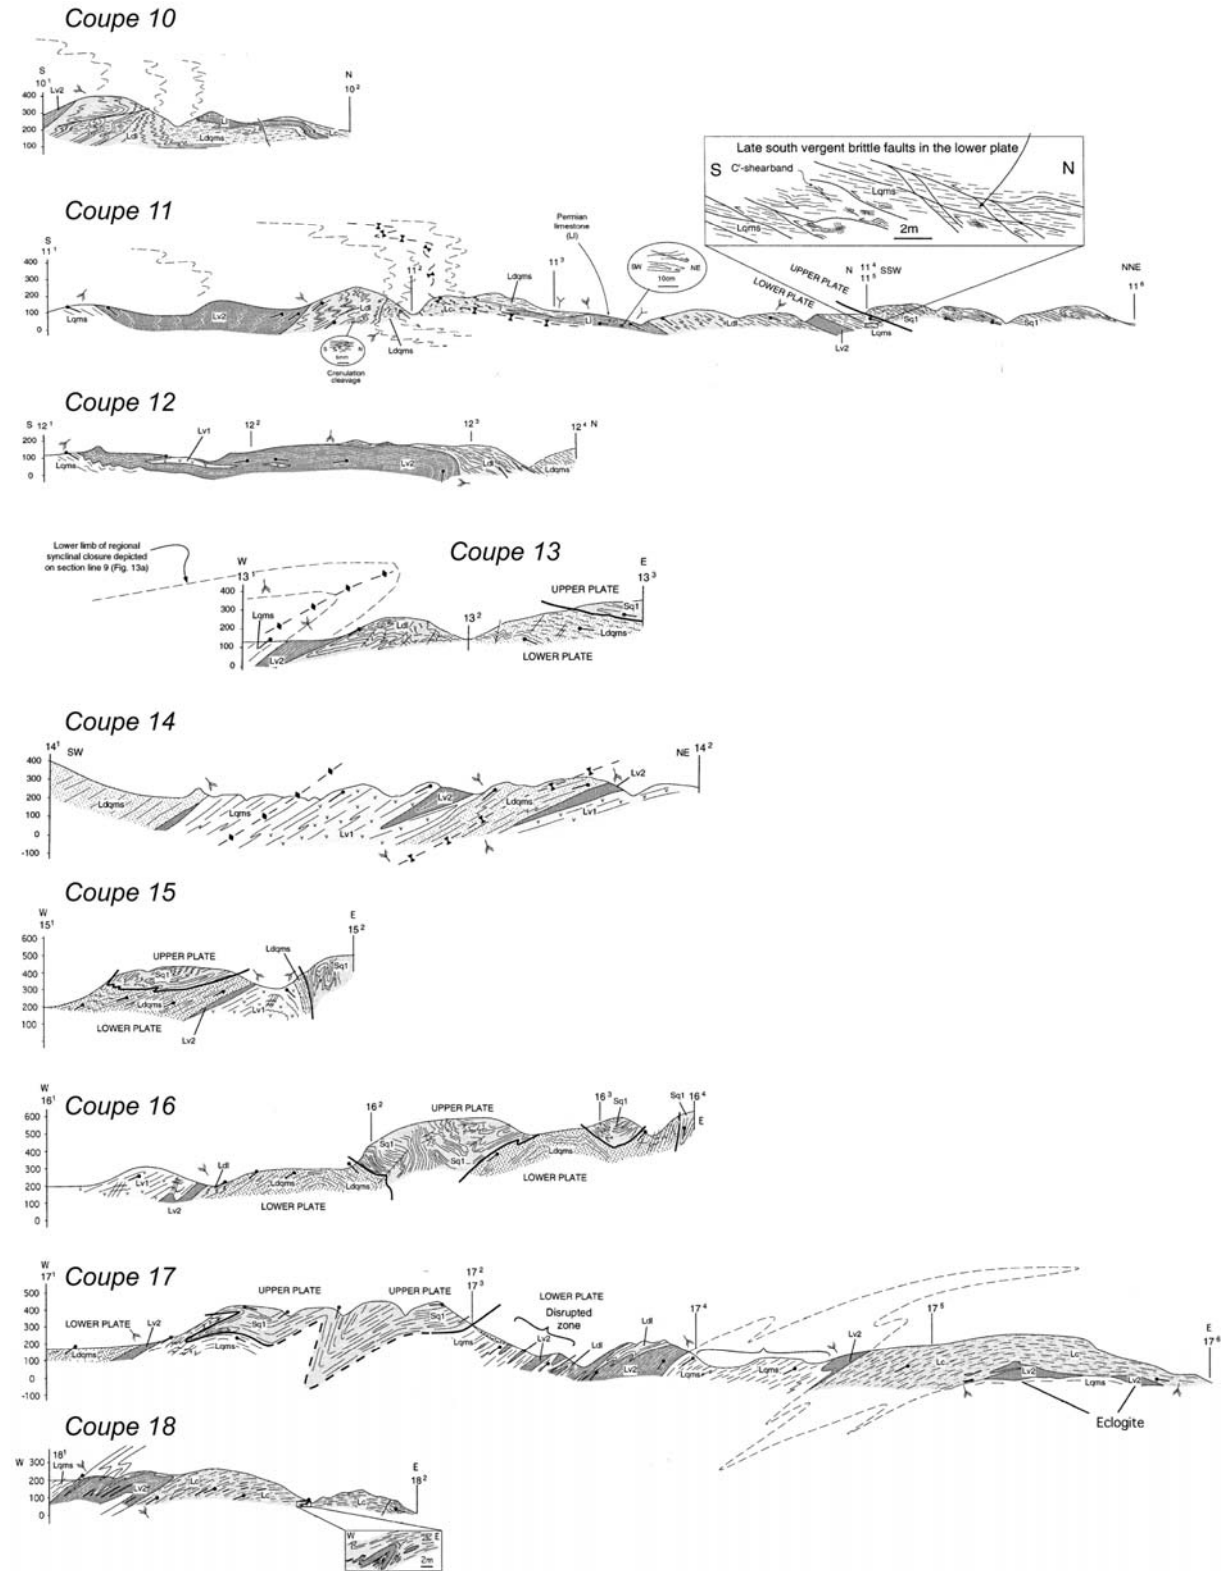 Coupe 10
S
10¹
Lv2
N
10²
400
300
200
100
Ldl
Ldqms
Ll
Late south vergent brittle faults in the lower plate
S
C'-shearband
N
Lqms
Lqms
2m
Coupe 11
S
11¹
400
300
200
100
0
Lqms
Lv2
Ldl
S
N
6mm
Crenulation
cleavage
11²
Ldqms
Lc
Ldqms
Permian
limestone
(Ll)
11³
SW
NE
10cm
Ll
Ldl
UPPER PLATE
LOWER PLATE
N
11⁴
11⁵
SSW
Lv2
Lqms
Sq1
Sq1
NNE
11⁶
Coupe 12
S 12¹
200
100
0
Lqms
Lv1
12²
Lv2
12³
Ldl
12⁴ N
Ldqms
Lower limb of regional
synclinal closure depicted
on section line 9 (Fig. 13a)
Coupe 13
W
13¹
400
300
200
100
0
Lqms
Lv2
Ldl
13²
UPPER PLATE
E
13³
Sq1
Ldqms
LOWER PLATE
Coupe 14
14¹ SW
400
300
200
100
0
-100
Ldqms
Lqms
Lv1
Lv2
Ldqms
Lv1
Lv2
NE 14²
Coupe 15
W
15¹
600
500
400
300
200
100
UPPER PLATE
Sq1
Ldqms
LOWER PLATE
Lv2
Lv1
Ldqms
E
15²
Sq1
Coupe 16
W
16¹
600
500
400
300
200
100
0
Lv1
Lv2
Ldl
Ldqms
LOWER PLATE
Ldqms
16²
UPPER PLATE
Sq1
Sq1
Ldqms
LOWER PLATE
16³
Sq1
Sq1 16⁴
E
Coupe 17
W
17¹
500
400
300
200
100
0
-100
LOWER PLATE
Ldqms
Lv2
UPPER PLATE
Sq1
Lqms
UPPER PLATE
Sq1
17²
17³
LOWER PLATE
Disrupted
zone
Lqms
Lv2
Ldl
Ldl
Lv2
17⁴
Lqms
Lqms
Lv2
17⁵
Lc
Lc
Lv2
Lqms
Lv2
Eclogite
E
17⁶
Coupe 18
W
300
200
100
0
18¹
Lqms
Lv2
Lc
Lc
Lc
E
18²
W
E
2m